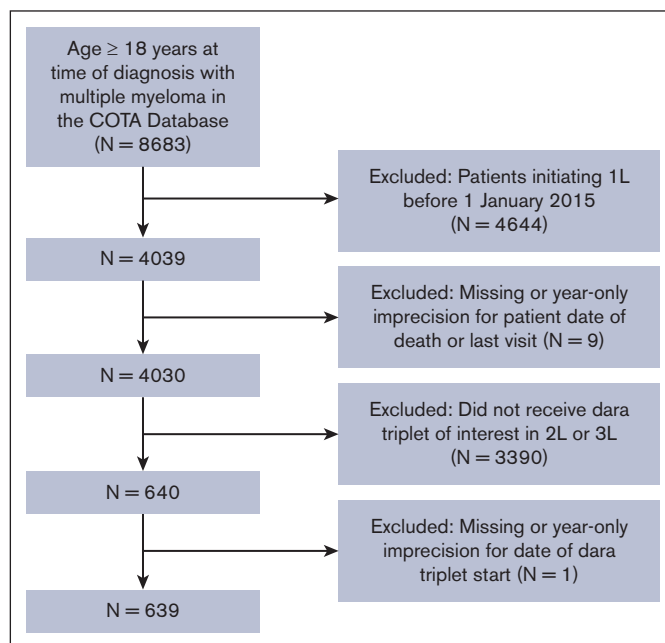 Age ≥ 18 years at
time of diagnosis with
multiple myeloma in
the COTA Database
(N = 8683)
Excluded: Patients initiating 1L
before 1 January 2015
(N = 4644)
N = 4039
Excluded: Missing or year-only
imprecision for patient date of
death or last visit (N = 9)
N = 4030
Excluded: Did not receive dara
triplet of interest in 2L or 3L
(N = 3390)
N = 640
Excluded: Missing or year-only
imprecision for date of dara
triplet start (N = 1)
N = 639